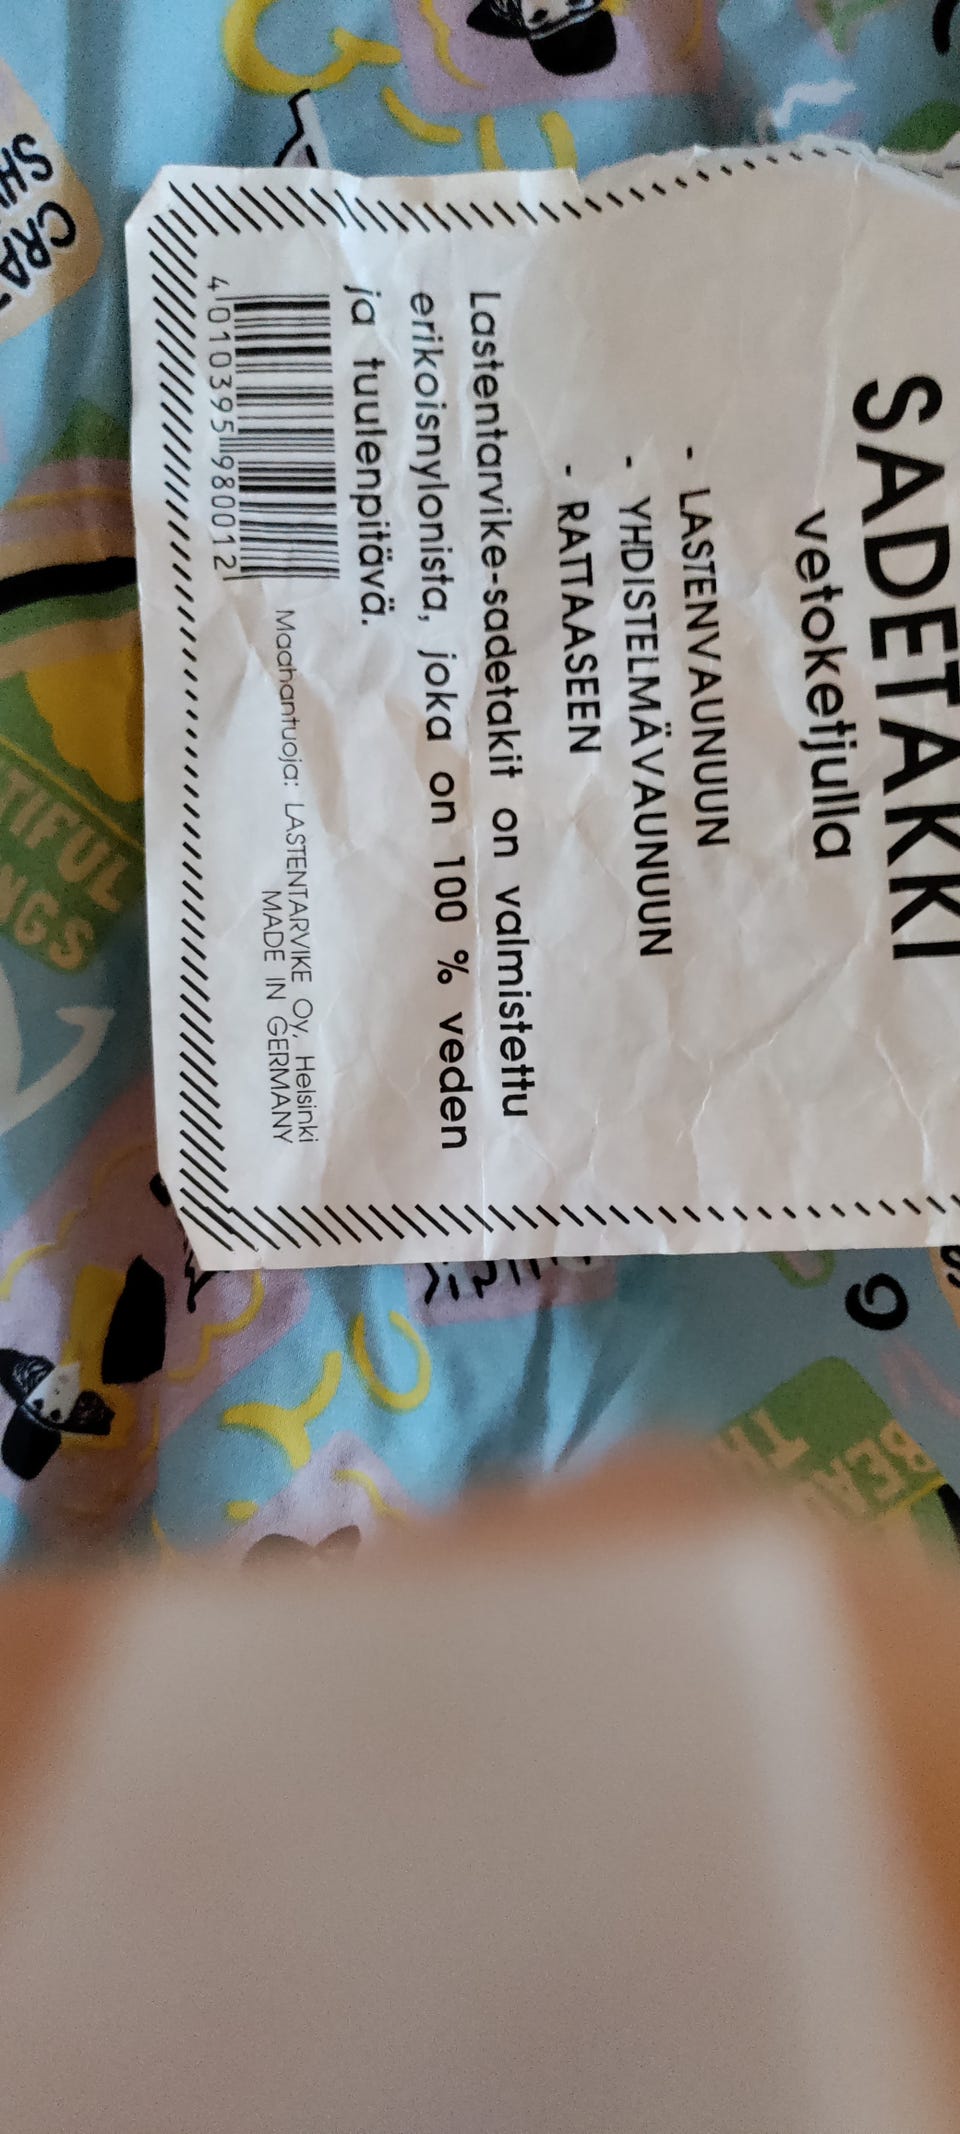 SADETAKKI
vetoketjulla
- LASTENVAUNUUN
- YHDISTELMÄVAUNUUN
- RATTAASEEN
Lastentarvike-sadetakit on valmistettu
erikoisnylonista, joka on 100 % veden
ja tuulenpitävä.
4 010395 980012
Maahantuoja: LASTENTARVIKE Oy, Helsinki
MADE IN GERMANY